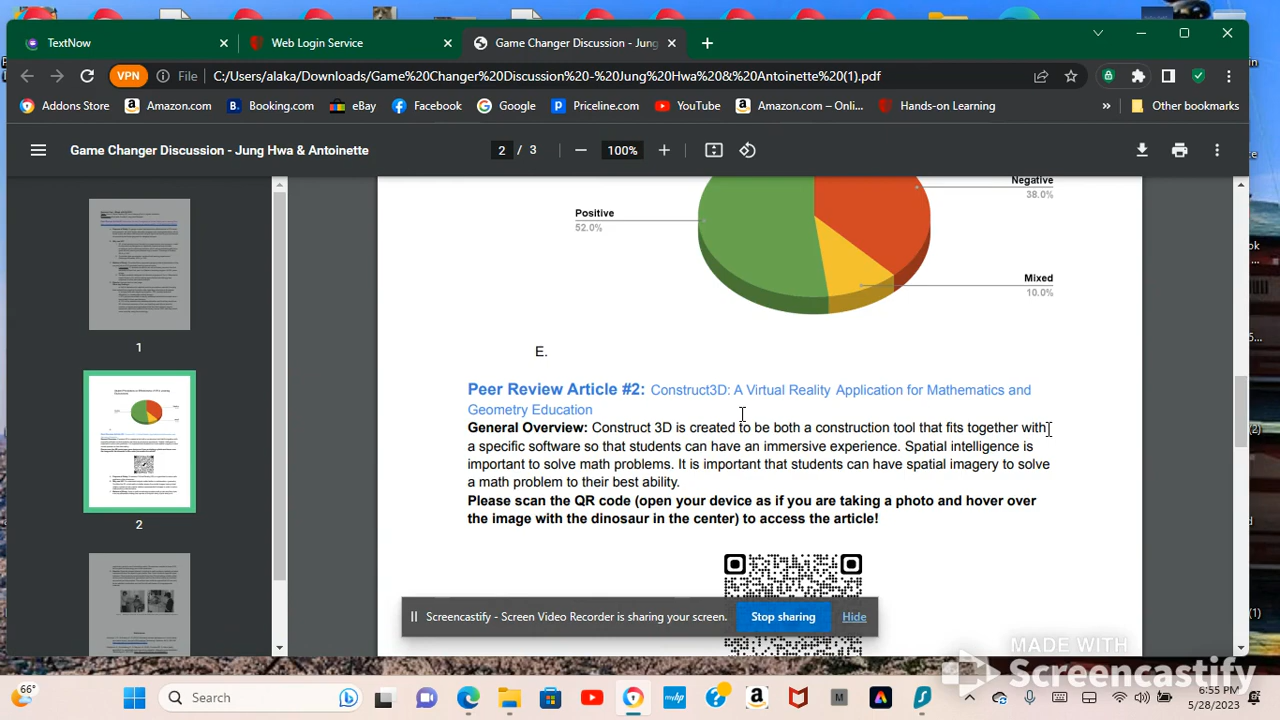 TextNow
Web Login Service
Game Changer Discussion - Jung
VPN
File
C:/Users/alaka/Downloads/Game%20Changer%20Discussion%20-%20Jung%20Hwa%20&%20Antoinette%20(1).pdf
Addons Store
Amazon.com
Booking.com
eBay
Facebook
Google
Priceline.com
YouTube
Amazon.com – Onli...
Hands-on Learning
»
Other bookmarks
Game Changer Discussion - Jung Hwa & Antoinette
2 / 3
100%
1
2
Negative
38.0%
Positive
52.0%
Mixed
10.0%
E.
Peer Review Article #2: Construct3D: A Virtual Reality Application for Mathematics and
Geometry Education
General Overview: Construct 3D is created to be both a construction tool that fits together with
a specific software so that students can have an immersive experience. Spatial intelligence is
important to solve math problems. It is important that students can have spatial imagery to solve
a math problem to their best ability.
Please scan the QR code (open your device as if you are taking a photo and hover over
the image with the dinosaur in the center) to access the article!
Screencastify - Screen Video Recorder is sharing your screen.
Stop sharing
Hide
MADE WITH
Screencastify
66°
Search
6:55 PM
5/28/2023